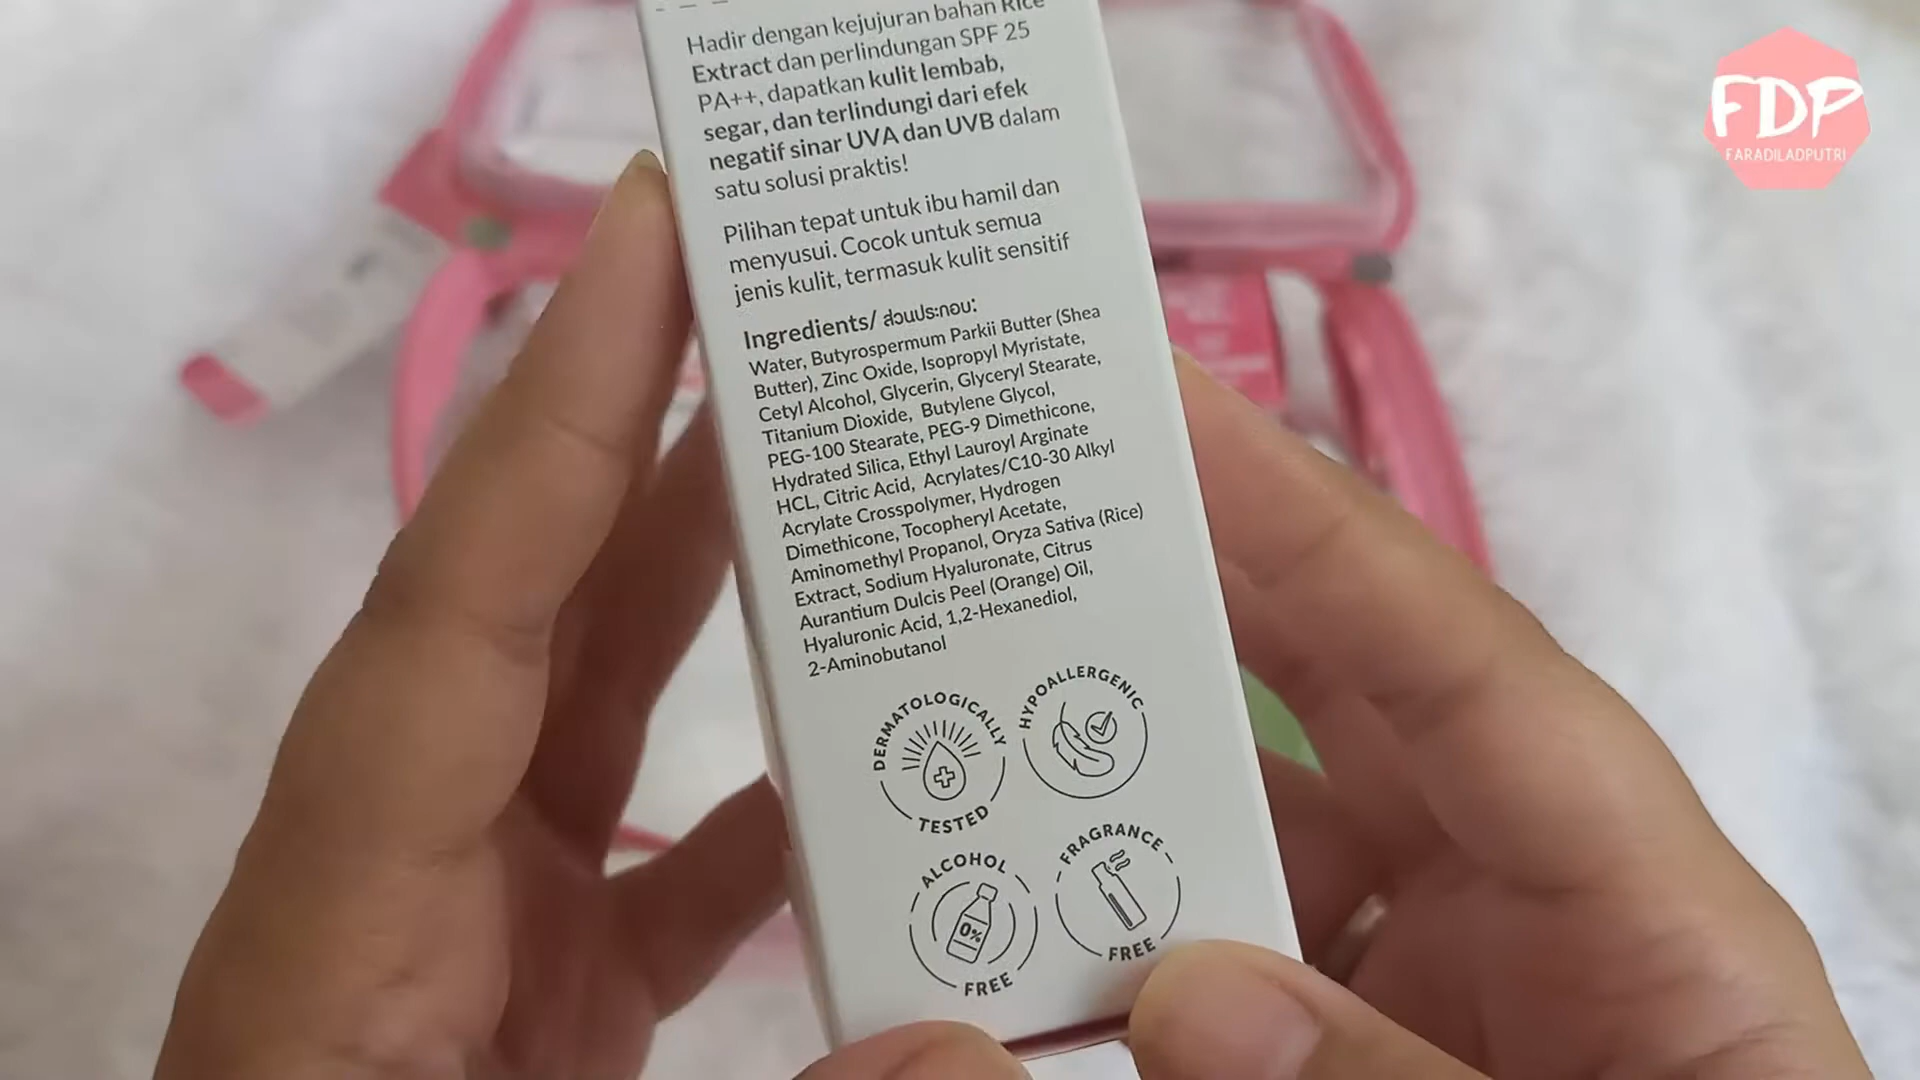 Hadir dengan kejujuran bahan Rice
Extract dan perlindungan SPF 25
PA++, dapatkan kulit lembab,
segar, dan terlindungi dari efek
negatif sinar UVA dan UVB dalam
satu solusi praktis!
Pilihan tepat untuk ibu hamil dan
menyusui. Cocok untuk semua
jenis kulit, termasuk kulit sensitif
Ingredients/ ส่วนประกอบ:
Water, Butyrospermum Parkii Butter (Shea
Butter), Zinc Oxide, Isopropyl Myristate,
Cetyl Alcohol, Glycerin, Glyceryl Stearate,
Titanium Dioxide, Butylene Glycol,
PEG-100 Stearate, PEG-9 Dimethicone,
Hydrated Silica, Ethyl Lauroyl Arginate
HCL, Citric Acid, Acrylates/C10-30 Alkyl
Acrylate Crosspolymer, Hydrogen
Dimethicone, Tocopheryl Acetate,
Aminomethyl Propanol, Oryza Sativa (Rice)
Extract, Sodium Hyaluronate, Citrus
Aurantium Dulcis Peel (Orange) Oil,
Hyaluronic Acid, 1,2-Hexanediol,
2-Aminobutanol
DERMATOLOGICALLY
TESTED
HYPOALLERGENIC
ALCOHOL
0%
FREE
FRAGRANCE
FREE
FDP
FARADILADPUTRI